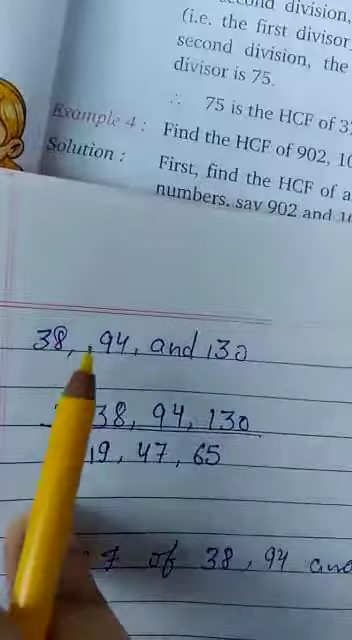 second division,
(i.e. the first divisor
second division, the
divisor is 75.
∴ 75 is the HCF of
Example 4 : Find the HCF of 902,
Solution : First, find the HCF of a
numbers, say 902 and
38, 94, and 130
38, 94, 130
19, 47, 65
of 38, 94 and